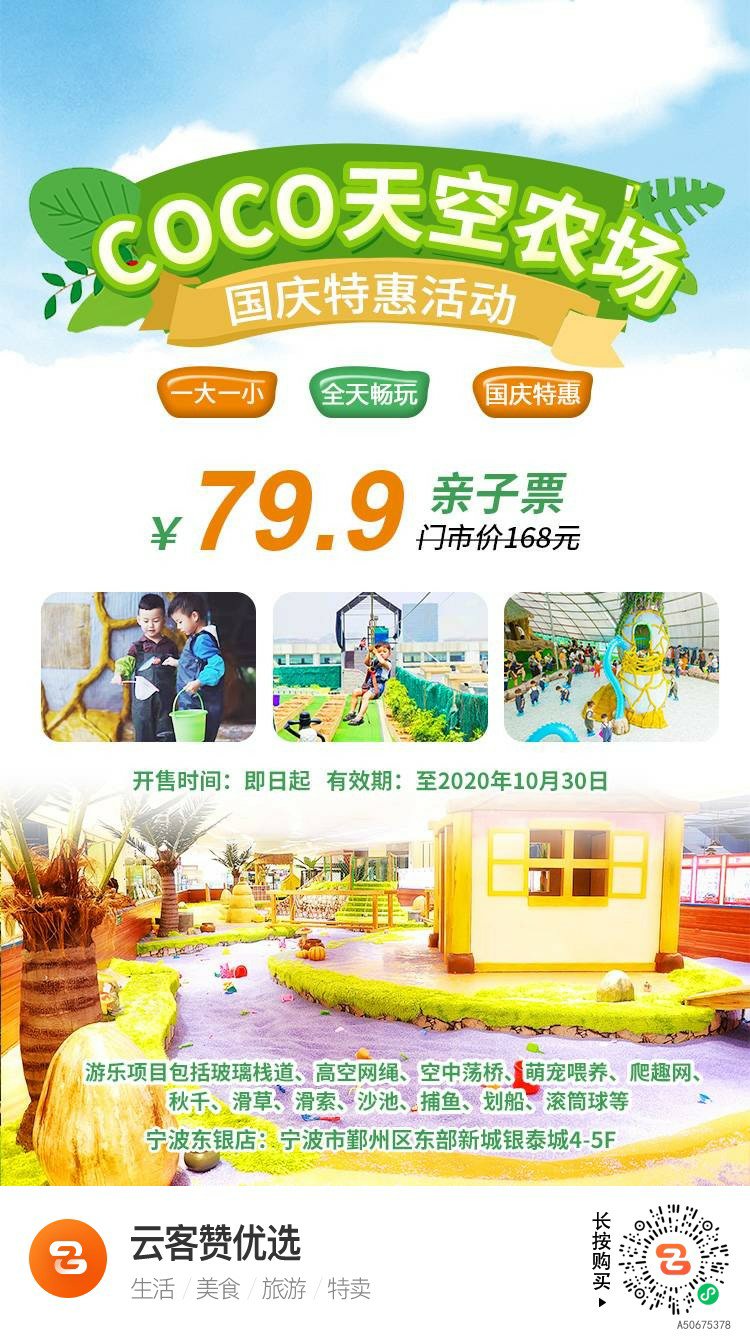 COCO天空农场
国庆特惠活动
一大一小 全天畅玩 国庆特惠
¥79.9 亲子票
门市价168元
开售时间：即日起 有效期：至2020年10月30日
游乐项目包括玻璃栈道、高空网绳、空中荡桥、萌宠喂养、爬趣网、
秋千、滑草、滑索、沙池、捕鱼、划船、滚筒球等
宁波东银店：宁波市鄞州区东部新城银泰城4-5F
云客赞优选
生活 / 美食 / 旅游 / 特卖
长按购买
A50675378